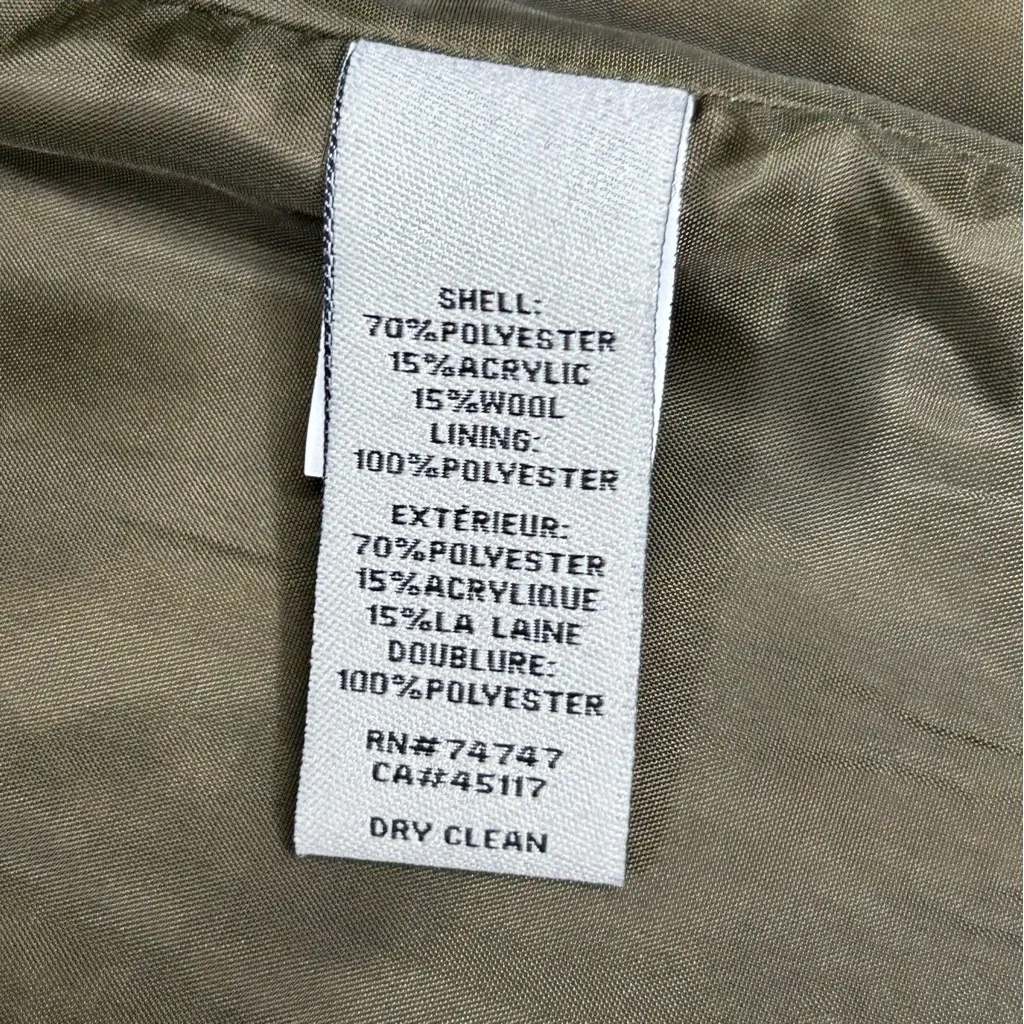 SHELL:
70%POLYESTER
15%ACRYLIC
15%WOOL
LINING:
100%POLYESTER
EXTÉRIEUR:
70%POLYESTER
15%ACRYLIQUE
15%LA LAINE
DOUBLURE:
100%POLYESTER
RN#74747
CA#45117
DRY CLEAN